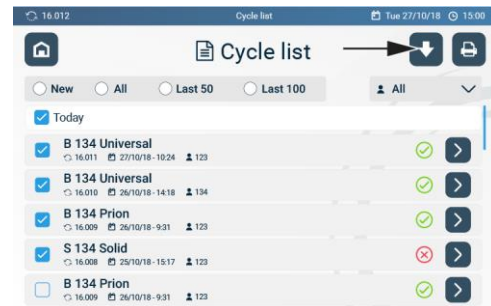 16.012 Cycle list Tue 27/10/18 15:00
Cycle list
New All Last 50 Last 100 All
Today
B 134 Universal
16.011 27/10/18-10:24 123
B 134 Universal
16.010 26/10/18-14:18 134
B 134 Prion
16.009 26/10/18-9:31 123
S 134 Solid
16.008 25/10/18-15:17 123
B 134 Prion
16.009 26/10/18-9:31 123